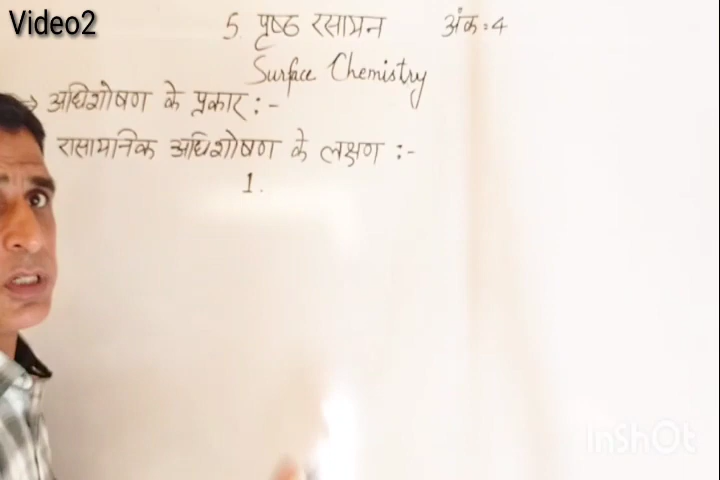 Video2
5. पृष्ठ रसायन अंक:4
Surface Chemistry
→ अधिशोषण के प्रकार :-
रासायनिक अधिशोषण के लक्षण :-
1.
InShOt